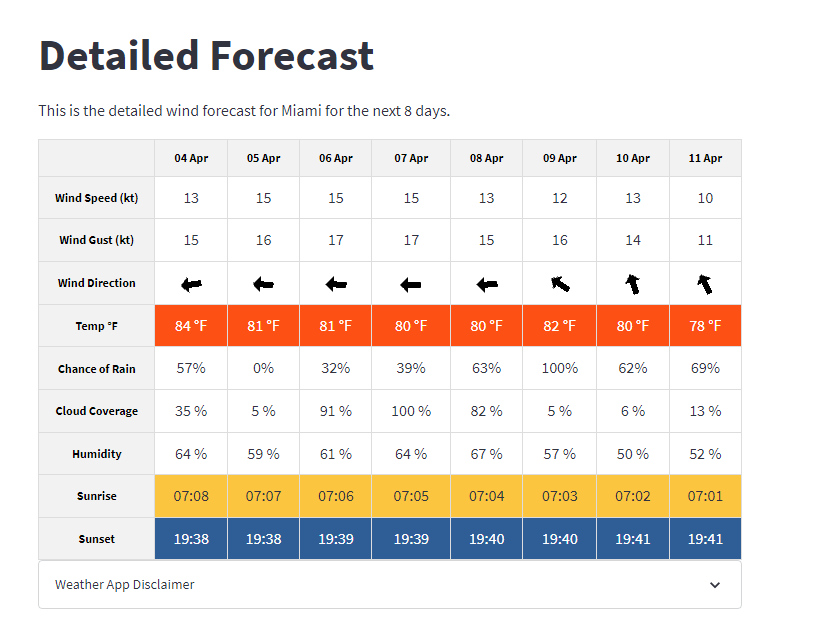 Detailed Forecast
This is the detailed wind forecast for Miami for the next 8 days.
04 Apr 05 Apr 06 Apr 07 Apr 08 Apr 09 Apr 10 Apr 11 Apr
Wind Speed (kt) 13 15 15 15 13 12 13 10
Wind Gust (kt) 15 16 17 17 15 16 14 11
Wind Direction
Temp °F 84 °F 81 °F 81 °F 80 °F 80 °F 82 °F 80 °F 78 °F
Chance of Rain 57% 0% 32% 39% 63% 100% 62% 69%
Cloud Coverage 35 % 5 % 91 % 100 % 82 % 5 % 6 % 13 %
Humidity 64 % 59 % 61 % 64 % 67 % 57 % 50 % 52 %
Sunrise 07:08 07:07 07:06 07:05 07:04 07:03 07:02 07:01
Sunset 19:38 19:38 19:39 19:39 19:40 19:40 19:41 19:41
Weather App Disclaimer